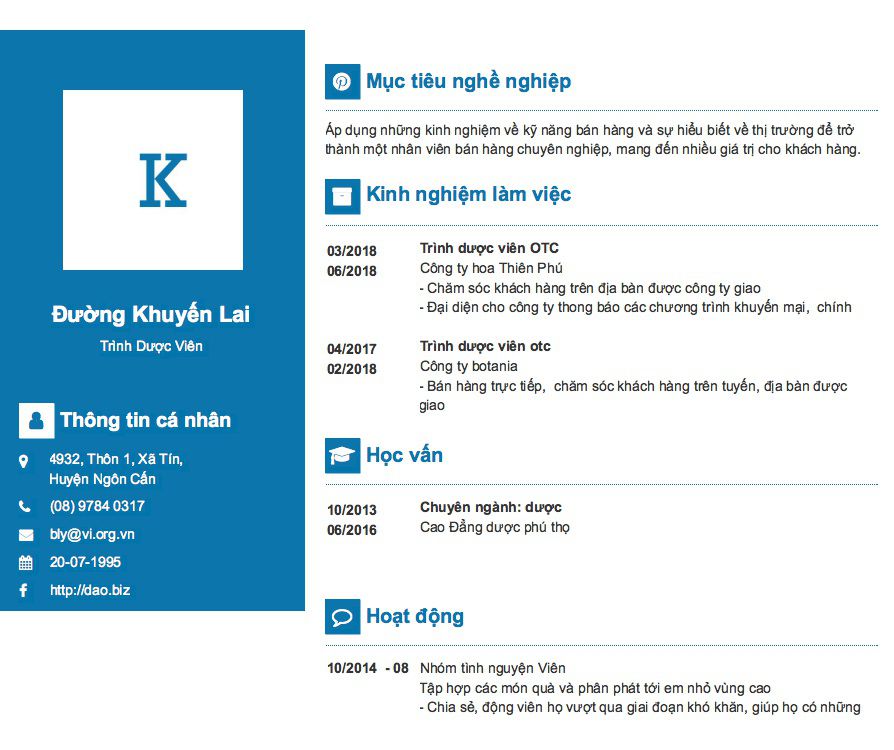 K
Đường Khuyến Lai
Trình Dược Viên
Thông tin cá nhân
4932, Thôn 1, Xã Tín,
Huyện Ngôn Cấn
(08) 9784 0317
bly@vi.org.vn
20-07-1995
http://dao.biz
Mục tiêu nghề nghiệp
Áp dụng những kinh nghiệm về kỹ năng bán hàng và sự hiểu biết về thị trường để trở
thành một nhân viên bán hàng chuyên nghiệp, mang đến nhiều giá trị cho khách hàng.
Kinh nghiệm làm việc
03/2018
06/2018
Trình dược viên OTC
Công ty hoa Thiên Phú
- Chăm sóc khách hàng trên địa bàn được công ty giao
- Đại diện cho công ty thong báo các chương trình khuyến mại, chính
04/2017
02/2018
Trình dược viên otc
Công ty botania
- Bán hàng trực tiếp, chăm sóc khách hàng trên tuyến, địa bàn được
giao
Học vấn
10/2013
06/2016
Chuyên ngành: dược
Cao Đẳng dược phú thọ
Hoạt động
10/2014 - 08
Nhóm tình nguyện Viên
Tập hợp các món quà và phân phát tới em nhỏ vùng cao
- Chia sẻ, động viên họ vượt qua giai đoạn khó khăn, giúp họ có những